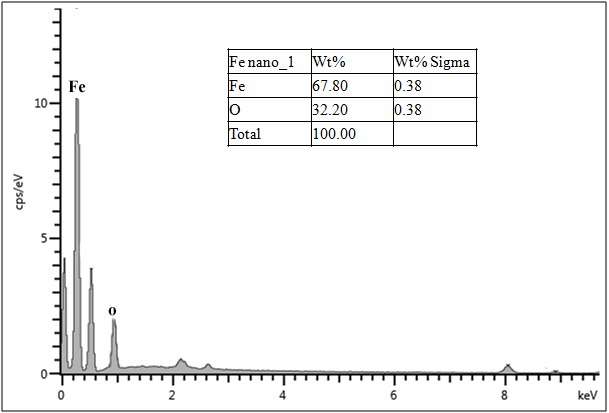 Fe nano_1 Wt% Wt% Sigma
Fe 67.80 0.38
O 32.20 0.38
Total 100.00
Fe
10
cps/eV
5
o
0
0 2 4 6 8 keV